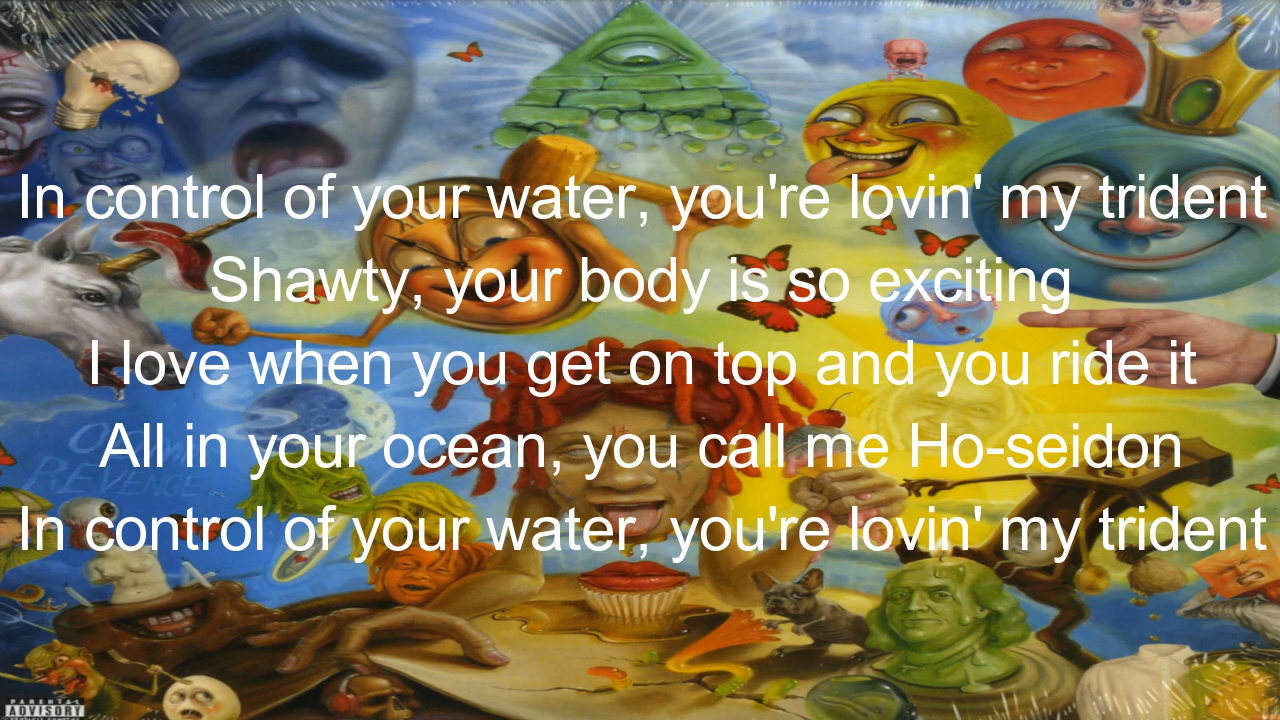 In control of your water, you're lovin' my trident
Shawty, your body is so exciting
I love when you get on top and you ride it
All in your ocean, you call me Ho-seidon
REVENGE
In control of your water, you're lovin' my trident
PARENTAL
ADVISORY